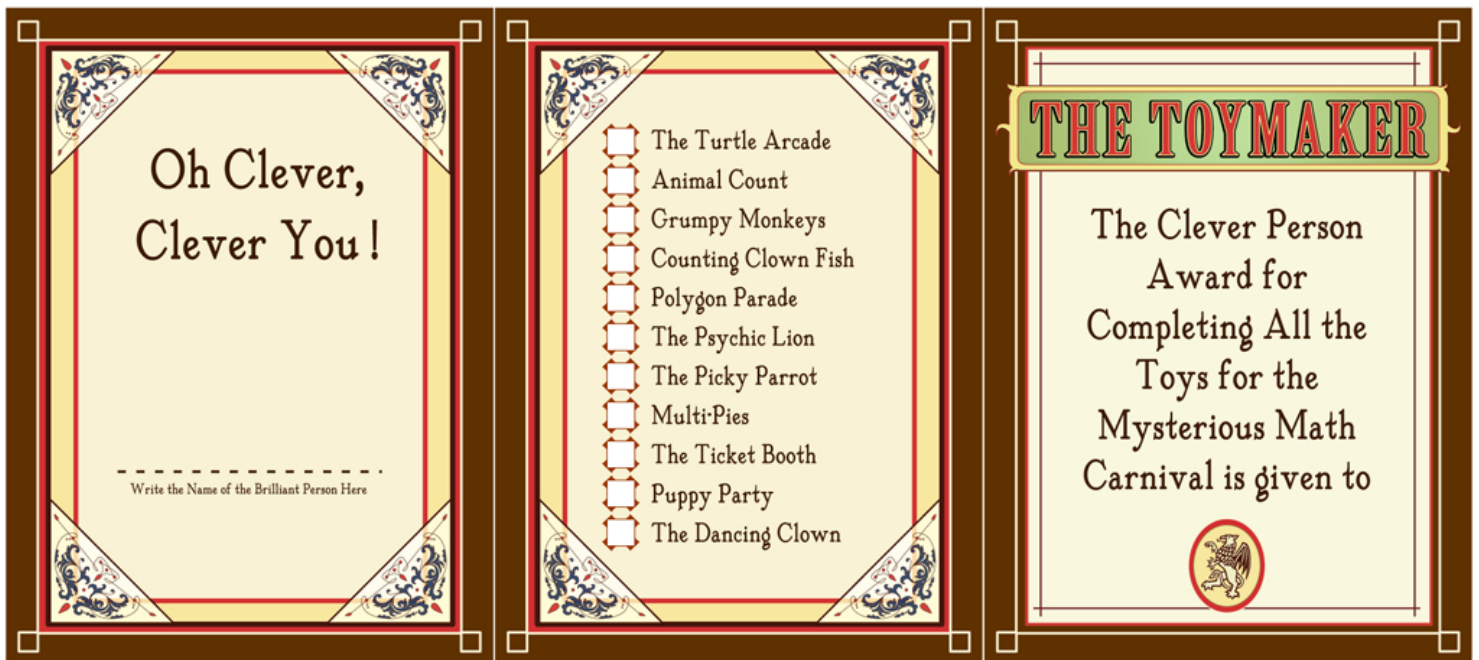 Oh Clever,
Clever You!
Write the Name of the Brilliant Person Here
The Turtle Arcade
Animal Count
Grumpy Monkeys
Counting Clown Fish
Polygon Parade
The Psychic Lion
The Picky Parrot
Multi-Pies
The Ticket Booth
Puppy Party
The Dancing Clown
THE TOYMAKER
The Clever Person
Award for
Completing All the
Toys for the
Mysterious Math
Carnival is given to